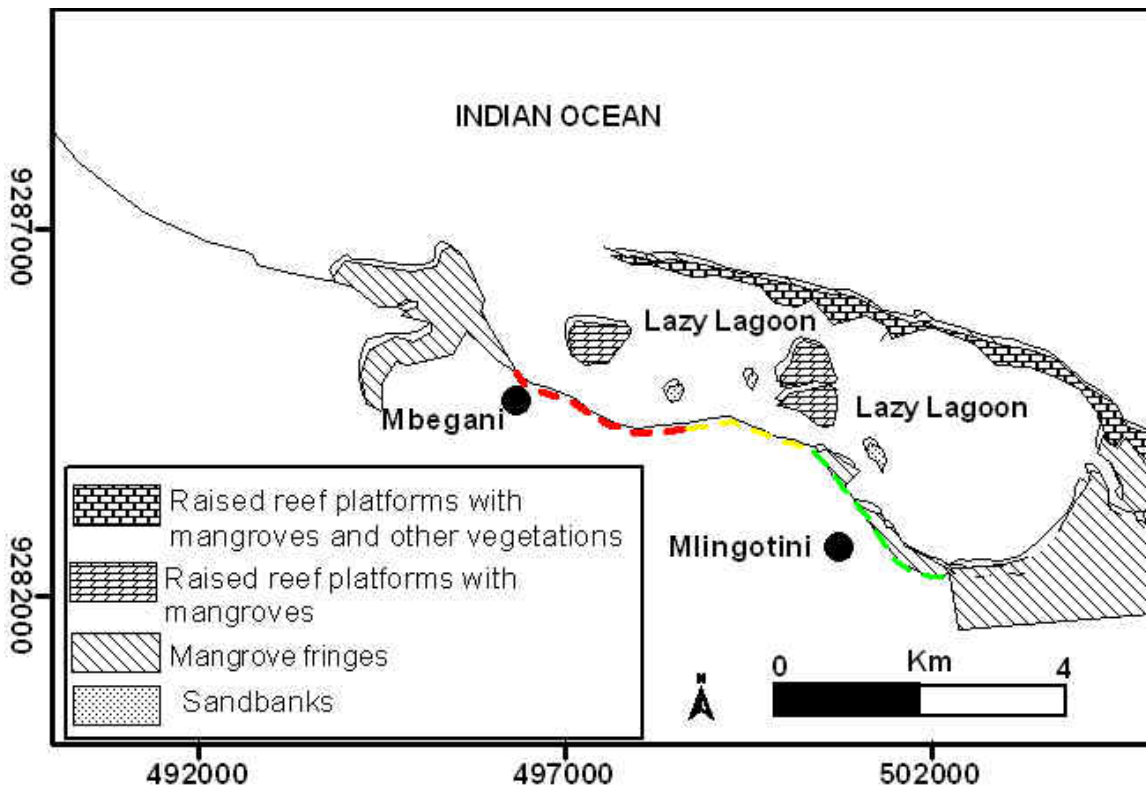 INDIAN OCEAN
9287000
Lazy Lagoon
Lazy Lagoon
Mbegani
Mlingotini
9282000
Raised reef platforms with
mangroves and other vegetations
Raised reef platforms with
mangroves
Mangrove fringes
Sandbanks
N
0 Km 4
492000 497000 502000